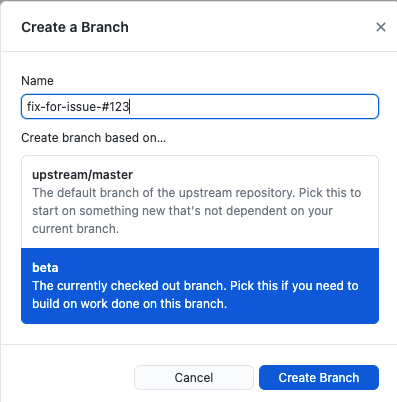 Create a Branch
Name
fix-for-issue-#123
Create branch based on...
upstream/master
The default branch of the upstream repository. Pick this to
start on something new that's not dependent on your
current branch.
beta
The currently checked out branch. Pick this if you need to
build on work done on this branch.
Cancel
Create Branch